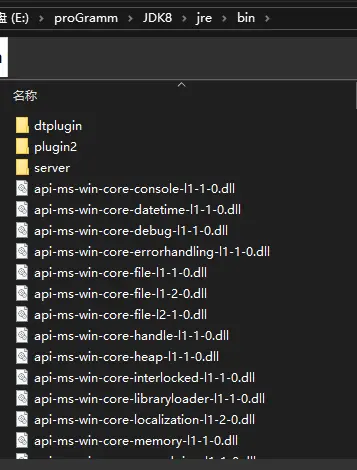 盘 (E:) › proGramm › JDK8 › jre › bin ›
名称
dtplugin
plugin2
server
api-ms-win-core-console-l1-1-0.dll
api-ms-win-core-datetime-l1-1-0.dll
api-ms-win-core-debug-l1-1-0.dll
api-ms-win-core-errorhandling-l1-1-0.dll
api-ms-win-core-file-l1-1-0.dll
api-ms-win-core-file-l1-2-0.dll
api-ms-win-core-file-l2-1-0.dll
api-ms-win-core-handle-l1-1-0.dll
api-ms-win-core-heap-l1-1-0.dll
api-ms-win-core-interlocked-l1-1-0.dll
api-ms-win-core-libraryloader-l1-1-0.dll
api-ms-win-core-localization-l1-2-0.dll
api-ms-win-core-memory-l1-1-0.dll